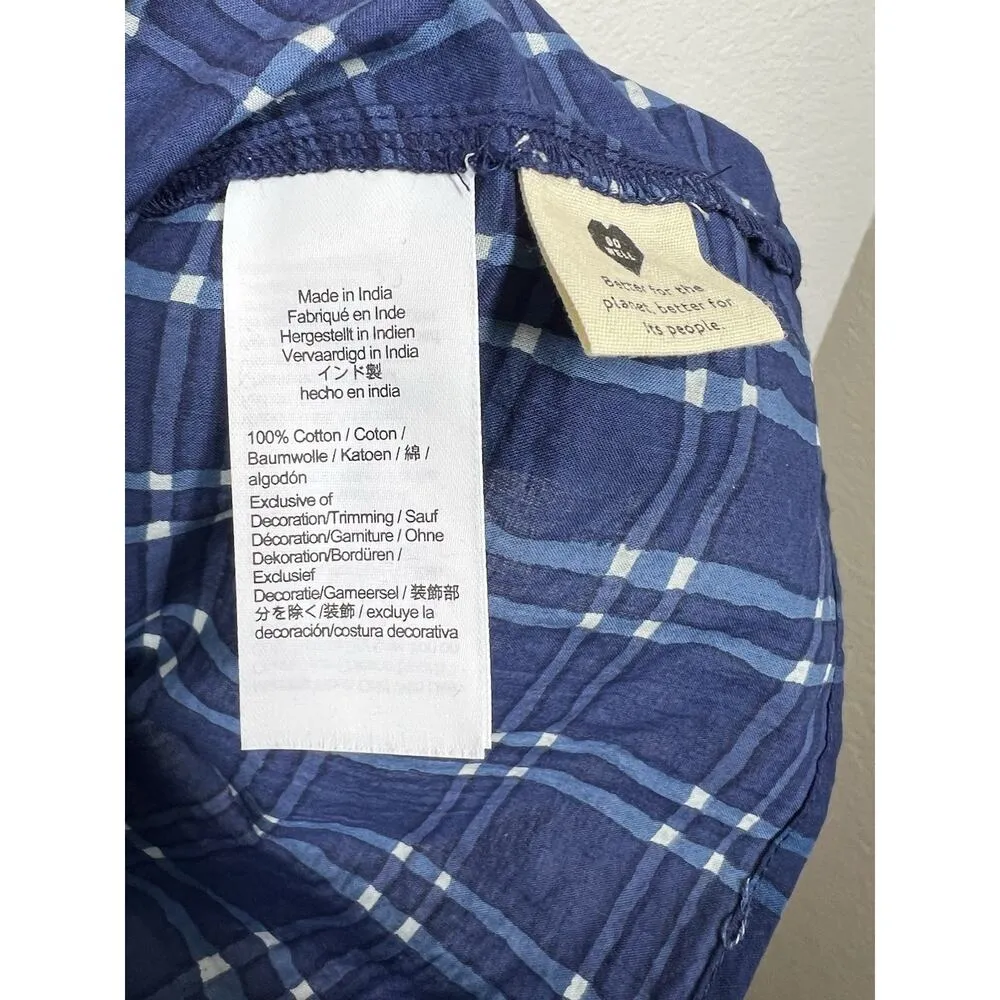 Made in India
Fabriqué en Inde
Hergestellt in Indien
Vervaardigd in India
インド製
hecho en india
100% Cotton / Coton /
Baumwolle / Katoen / 綿 /
algodón
Exclusive of
Decoration/Trimming / Sauf
Décoration/Garniture / Ohne
Dekoration/Bordüren /
Exclusief
Decoratie/Garneersel / 装飾部
分を除く/装飾 / excluye la
decoración/costura decorativa
DO
WELL
Better for the
planet, better for
its people.